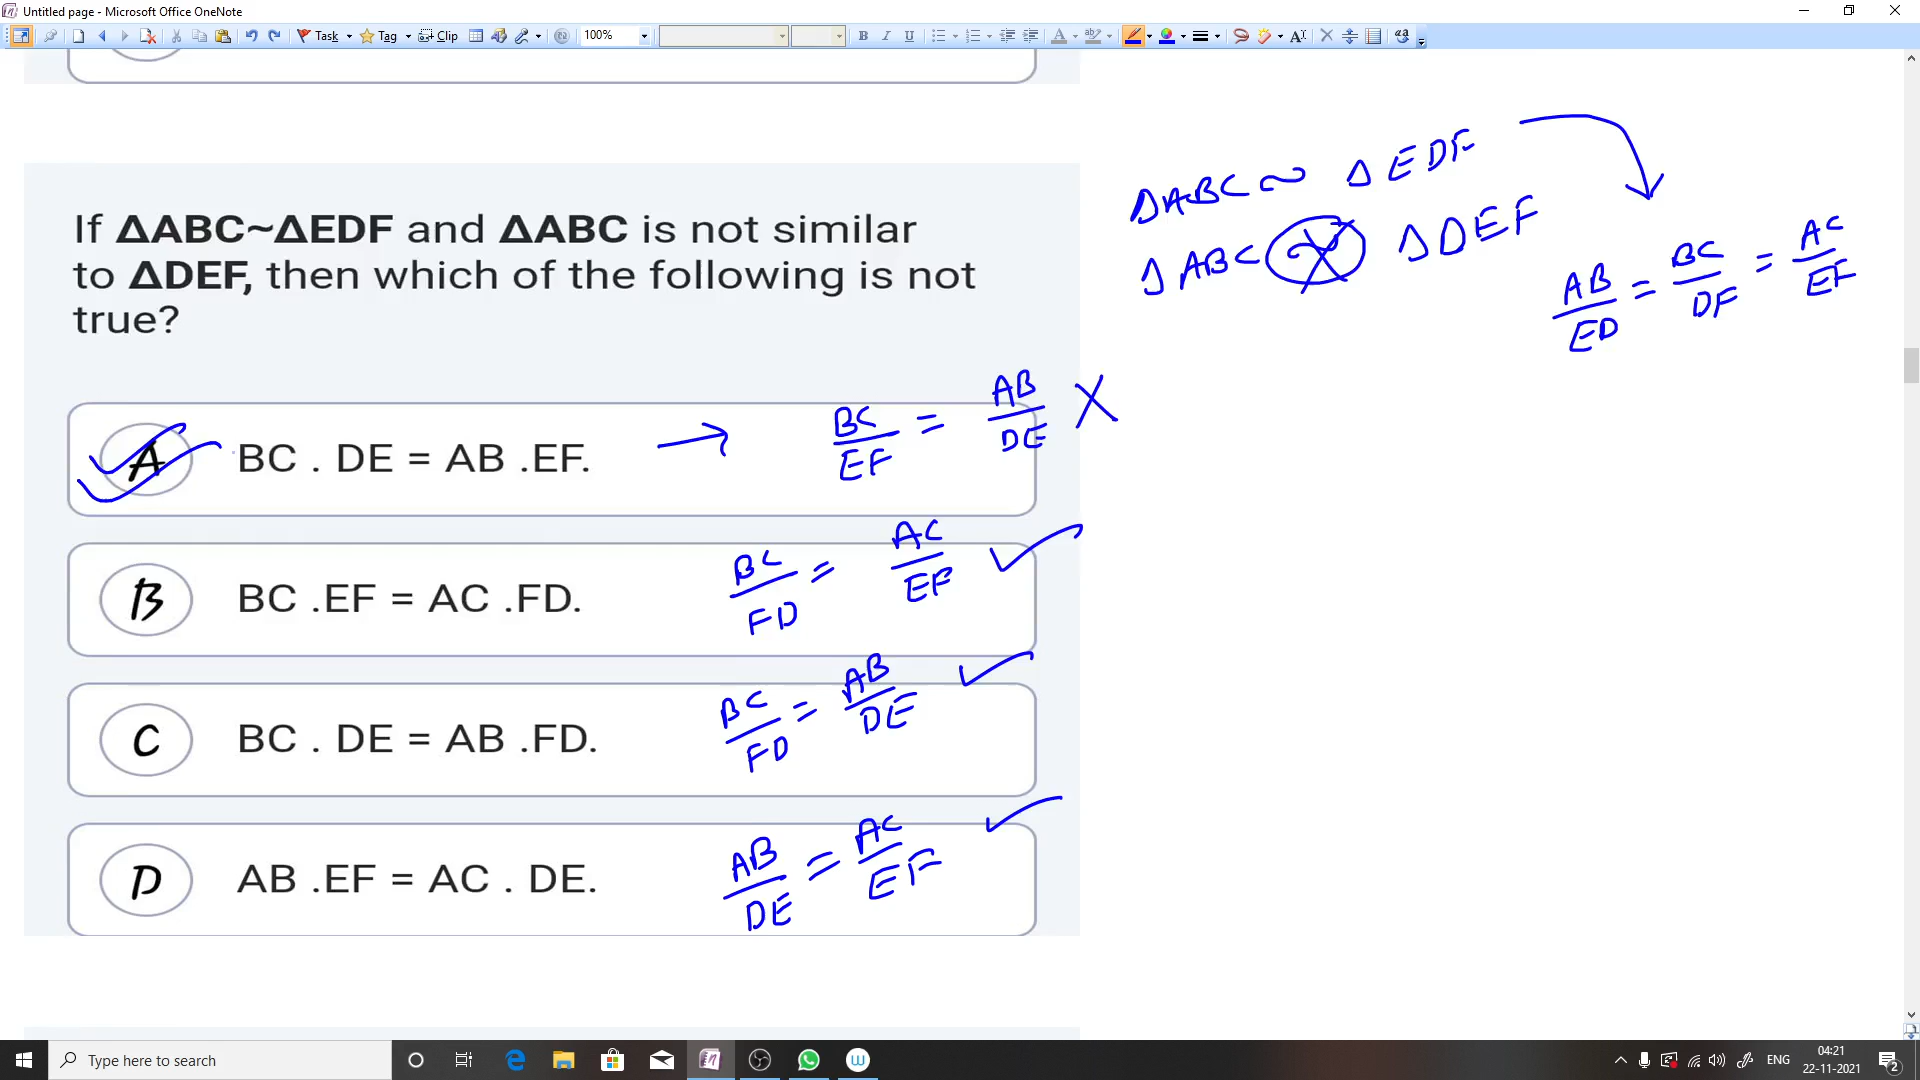 Untitled page - Microsoft Office OneNote
Task Tag Clip 100% B I U
If ΔABC~ΔEDF and ΔABC is not similar
to ΔDEF, then which of the following is not
true?
A BC . DE = AB .EF.
B BC .EF = AC .FD.
C BC . DE = AB .FD.
D AB .EF = AC . DE.
ΔABC ~ ΔEDF
ΔABC ~ ΔDEF
AB/ED = BC/DF = AC/EF
→ BC/EF = AB/DE X
BC/FD = AC/EF ✓
BC/FD = AB/DE ✓
AB/DE = AC/EF ✓
Type here to search
ENG
04:21
22-11-2021
2